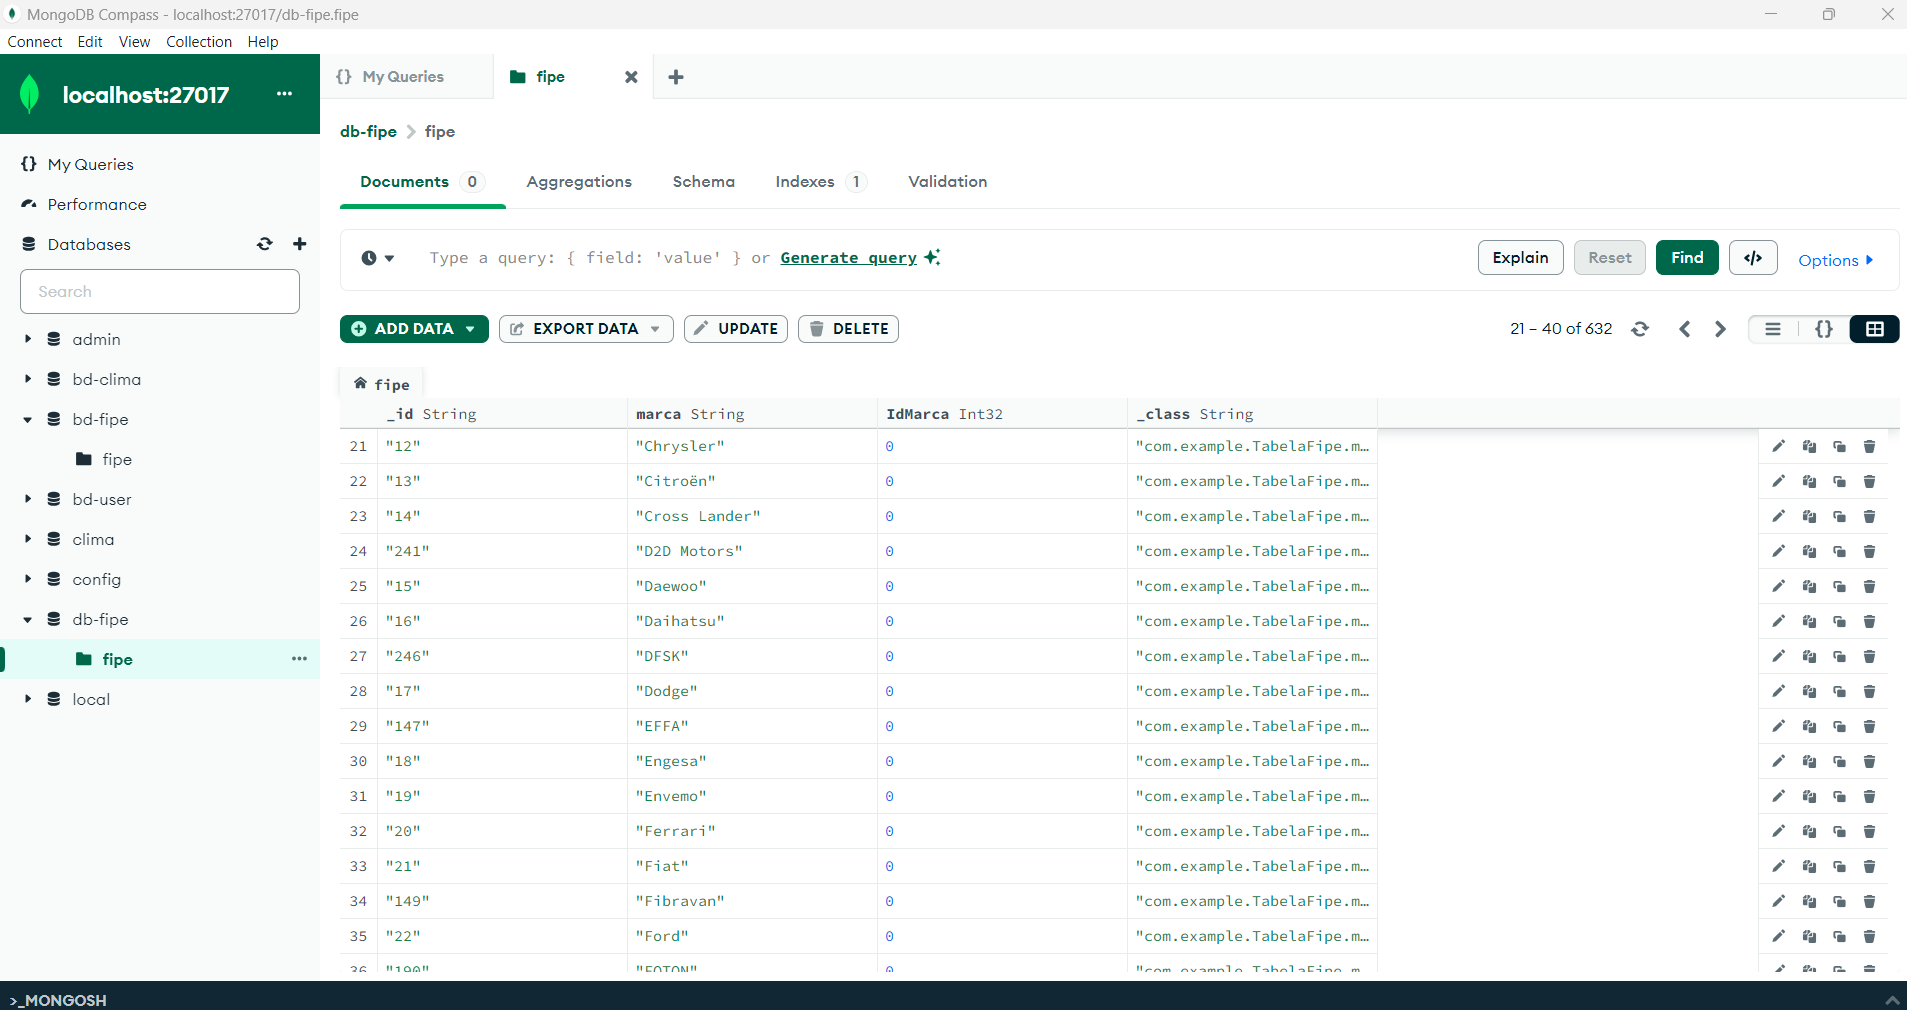 MongoDB Compass - localhost:27017/db-fipe.fipe
Connect Edit View Collection Help
localhost:27017 ...
{} My Queries
fipe
My Queries
Performance
Databases
Search
admin
bd-clima
bd-fipe
fipe
bd-user
clima
config
db-fipe
fipe ...
local
db-fipe > fipe
Documents 0 Aggregations Schema Indexes 1 Validation
Type a query: { field: 'value' } or Generate query
Explain Reset Find </> Options
ADD DATA EXPORT DATA UPDATE DELETE 21 – 40 of 632 {}
fipe
_id String marca String IdMarca Int32 _class String
21 "12" "Chrysler" 0 "com.example.TabelaFipe.m…
22 "13" "Citroën" 0 "com.example.TabelaFipe.m…
23 "14" "Cross Lander" 0 "com.example.TabelaFipe.m…
24 "241" "D2D Motors" 0 "com.example.TabelaFipe.m…
25 "15" "Daewoo" 0 "com.example.TabelaFipe.m…
26 "16" "Daihatsu" 0 "com.example.TabelaFipe.m…
27 "246" "DFSK" 0 "com.example.TabelaFipe.m…
28 "17" "Dodge" 0 "com.example.TabelaFipe.m…
29 "147" "EFFA" 0 "com.example.TabelaFipe.m…
30 "18" "Engesa" 0 "com.example.TabelaFipe.m…
31 "19" "Envemo" 0 "com.example.TabelaFipe.m…
32 "20" "Ferrari" 0 "com.example.TabelaFipe.m…
33 "21" "Fiat" 0 "com.example.TabelaFipe.m…
34 "149" "Fibravan" 0 "com.example.TabelaFipe.m…
35 "22" "Ford" 0 "com.example.TabelaFipe.m…
36 "190" "FOTON" 0 "com.example.TabelaFipe.m…
>_MONGOSH